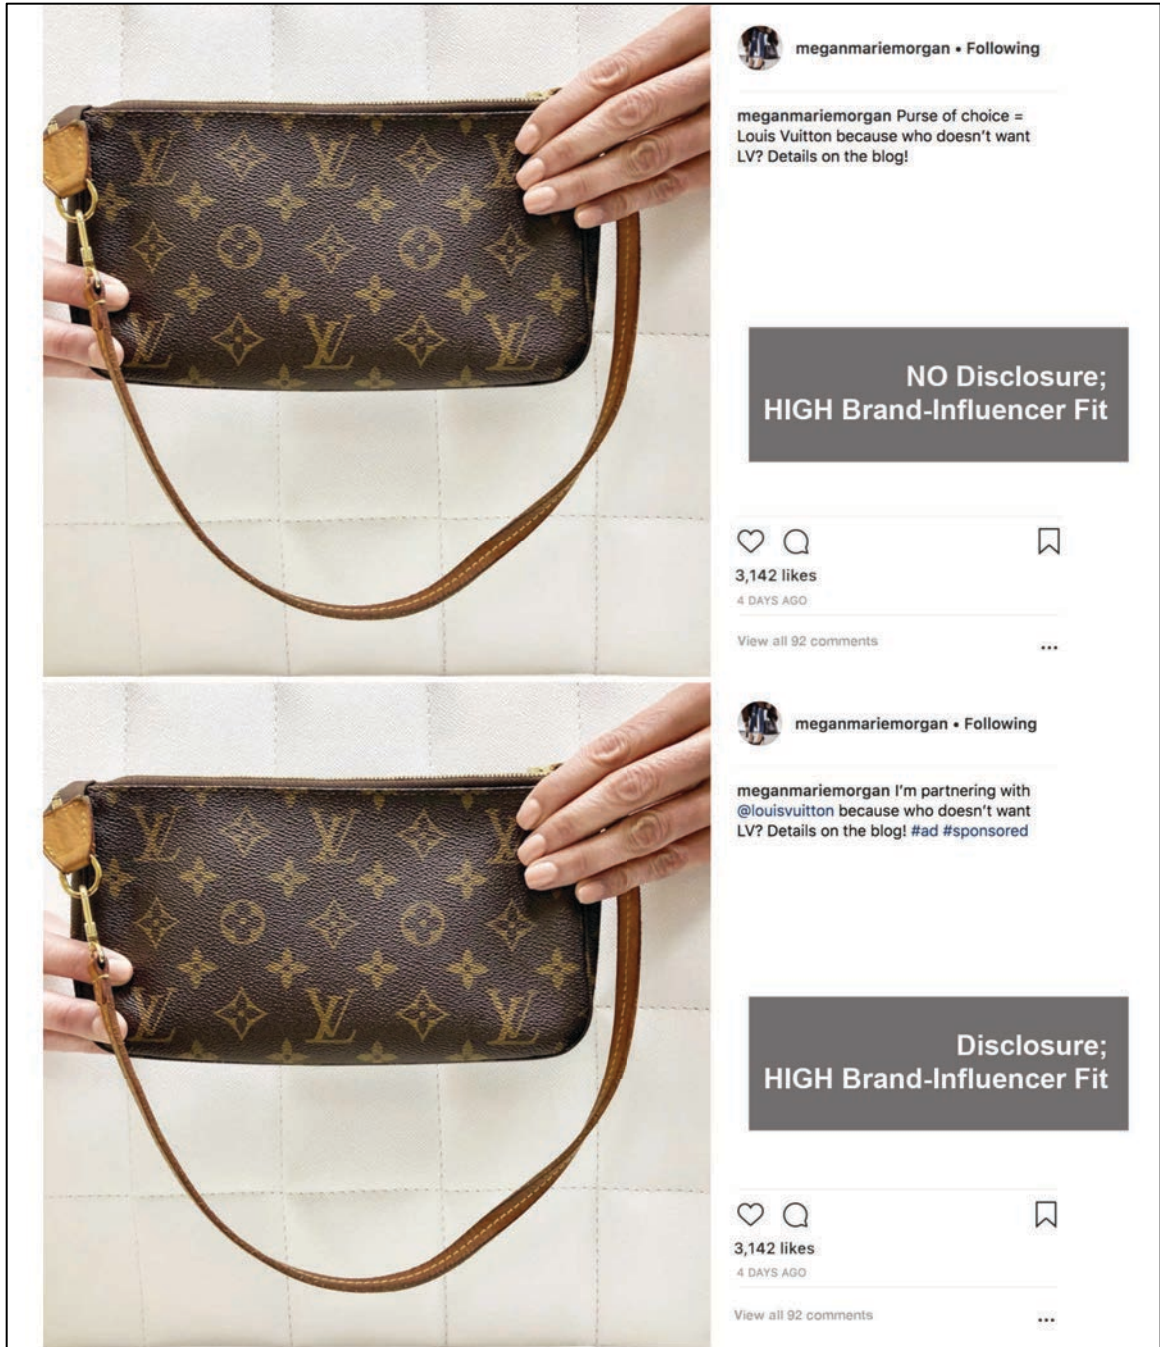 meganmariemorgan • Following
meganmariemorgan Purse of choice =
Louis Vuitton because who doesn't want
LV? Details on the blog!
NO Disclosure;
HIGH Brand-Influencer Fit
3,142 likes
4 DAYS AGO
View all 92 comments
meganmariemorgan • Following
meganmariemorgan I'm partnering with
@louisvuitton because who doesn't want
LV? Details on the blog! #ad #sponsored
Disclosure;
HIGH Brand-Influencer Fit
3,142 likes
4 DAYS AGO
View all 92 comments